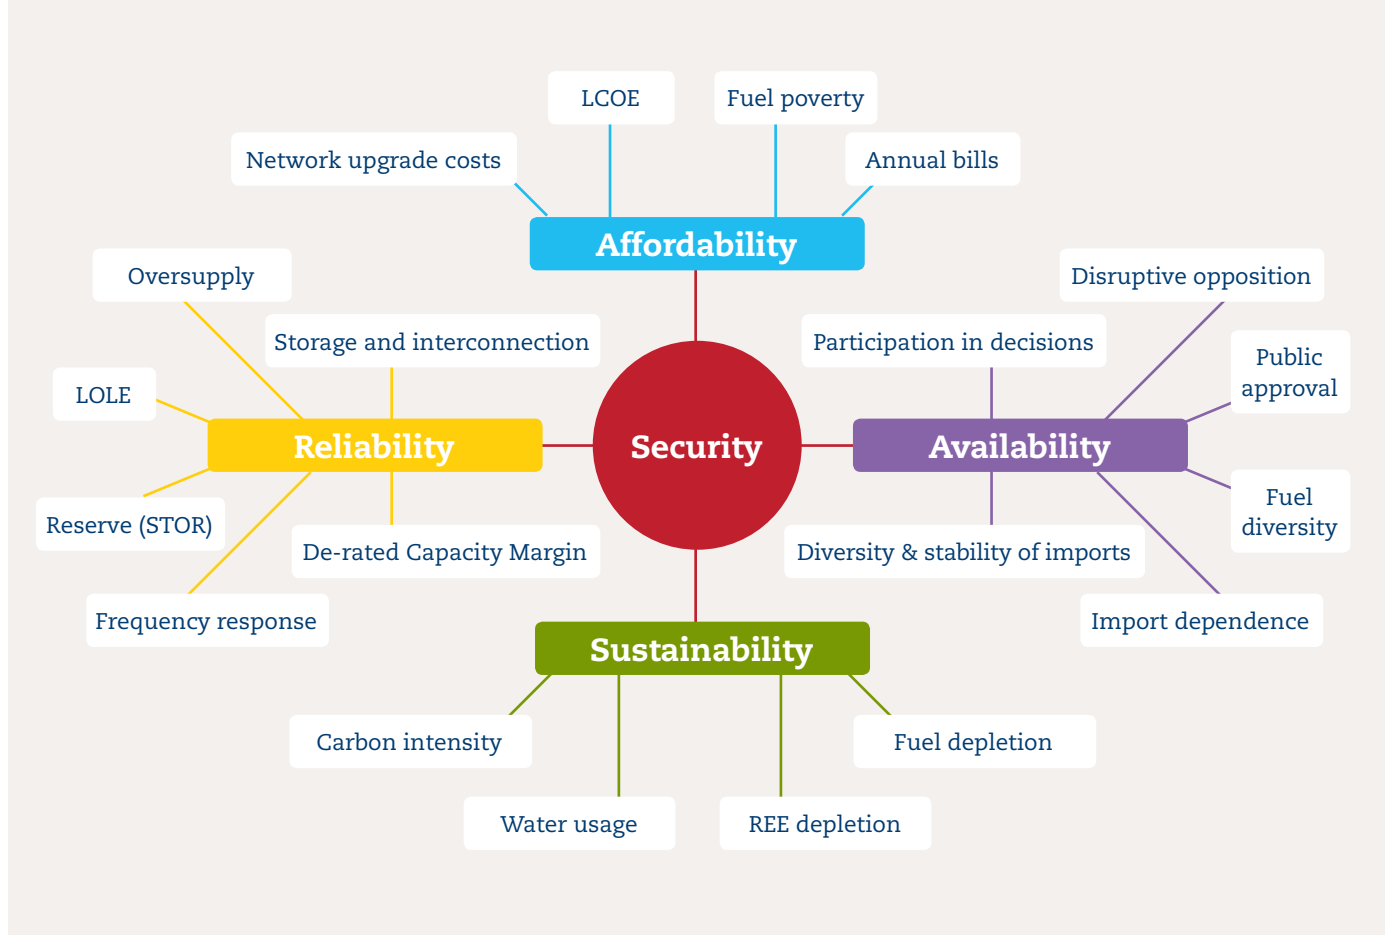 LCOE
Fuel poverty
Network upgrade costs
Annual bills
Affordability
Oversupply
Disruptive opposition
Storage and interconnection
Participation in decisions
Public
approval
LOLE
Reliability
Security
Availability
Fuel
diversity
Reserve (STOR)
De-rated Capacity Margin
Diversity & stability of imports
Frequency response
Import dependence
Sustainability
Carbon intensity
Fuel depletion
Water usage
REE depletion